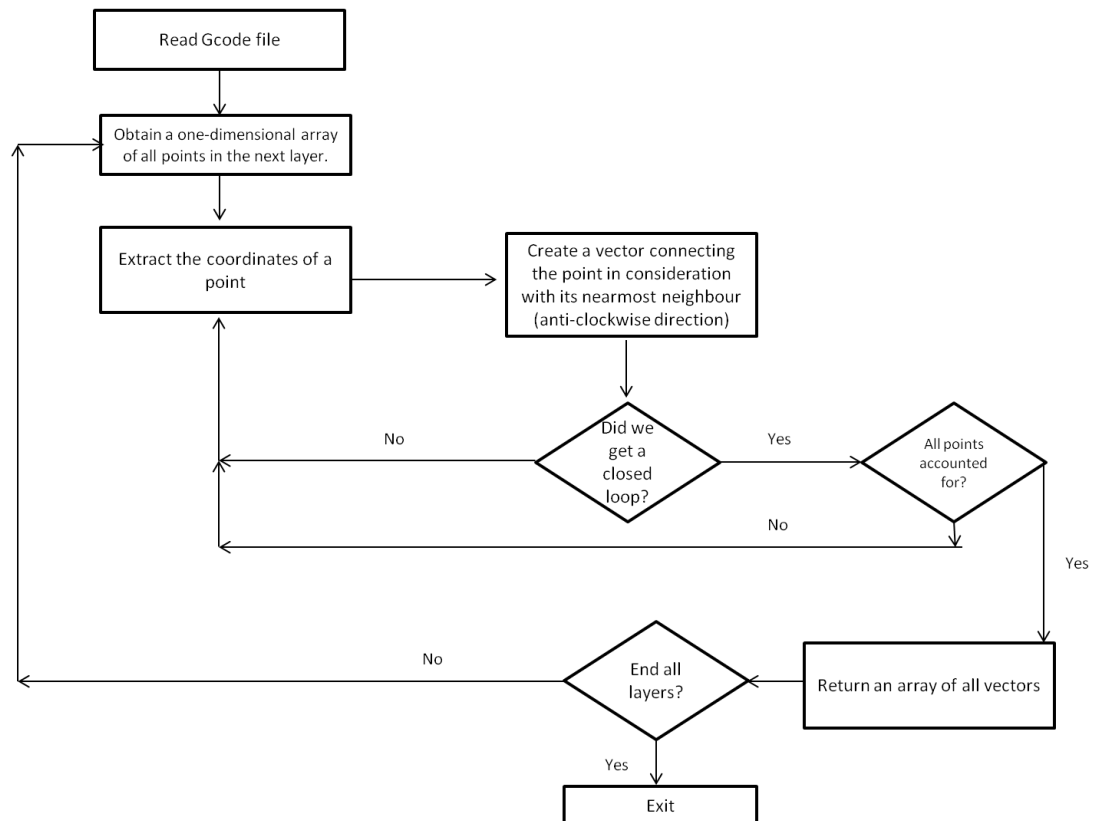 Read Gcode file
Obtain a one-dimensional array
of all points in the next layer.
Extract the coordinates of a
point
Create a vector connecting
the point in consideration
with its nearmost neighbour
(anti-clockwise direction)
Did we
get a
closed
loop?
No
Yes
All points
accounted
for?
No
Yes
Return an array of all vectors
End all
layers?
No
Yes
Exit